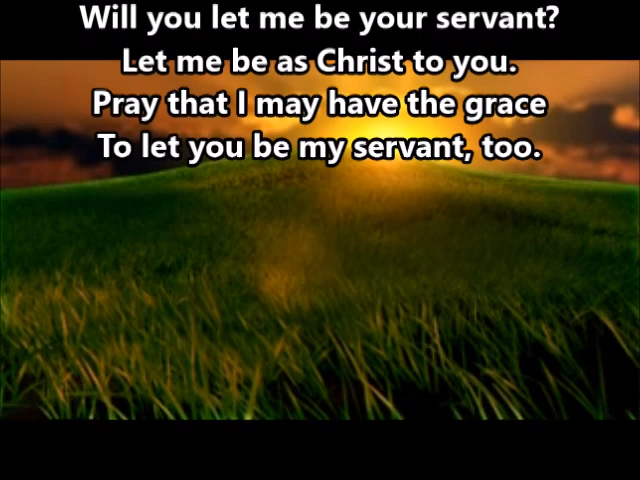 Will you let me be your servant?
Let me be as Christ to you.
Pray that I may have the grace
To let you be my servant, too.